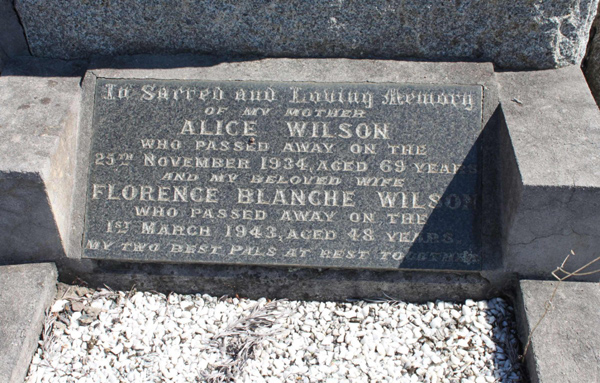 In Sacred and Loving Memory
OF MY MOTHER
ALICE WILSON
WHO PASSED AWAY ON THE
25TH NOVEMBER 1934, AGED 69 YEARS
AND MY BELOVED WIFE
FLORENCE BLANCHE WILSON
WHO PASSED AWAY ON THE
1ST MARCH 1943, AGED 48 YEARS.
MY TWO BEST PALS AT REST TOGETHER